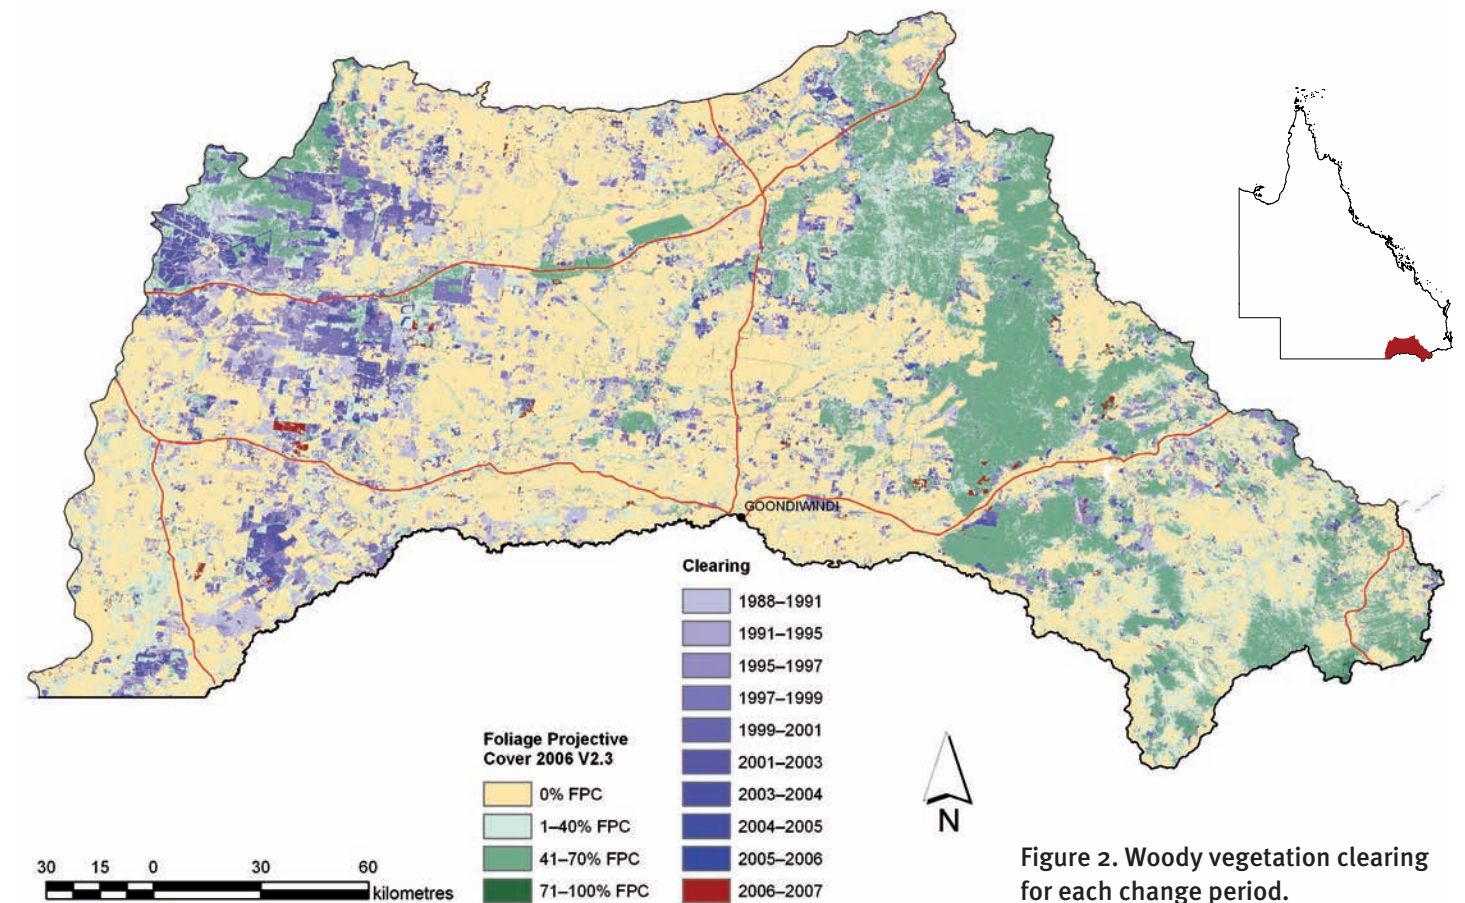 GOONDIWINDI
Clearing
1988–1991
1991–1995
1995–1997
1997–1999
1999–2001
2001–2003
2003–2004
2004–2005
2005–2006
2006–2007
Foliage Projective
Cover 2006 V2.3
0% FPC
1–40% FPC
41–70% FPC
71–100% FPC
30 15 0 30 60
kilometres
N
Figure 2. Woody vegetation clearing
for each change period.